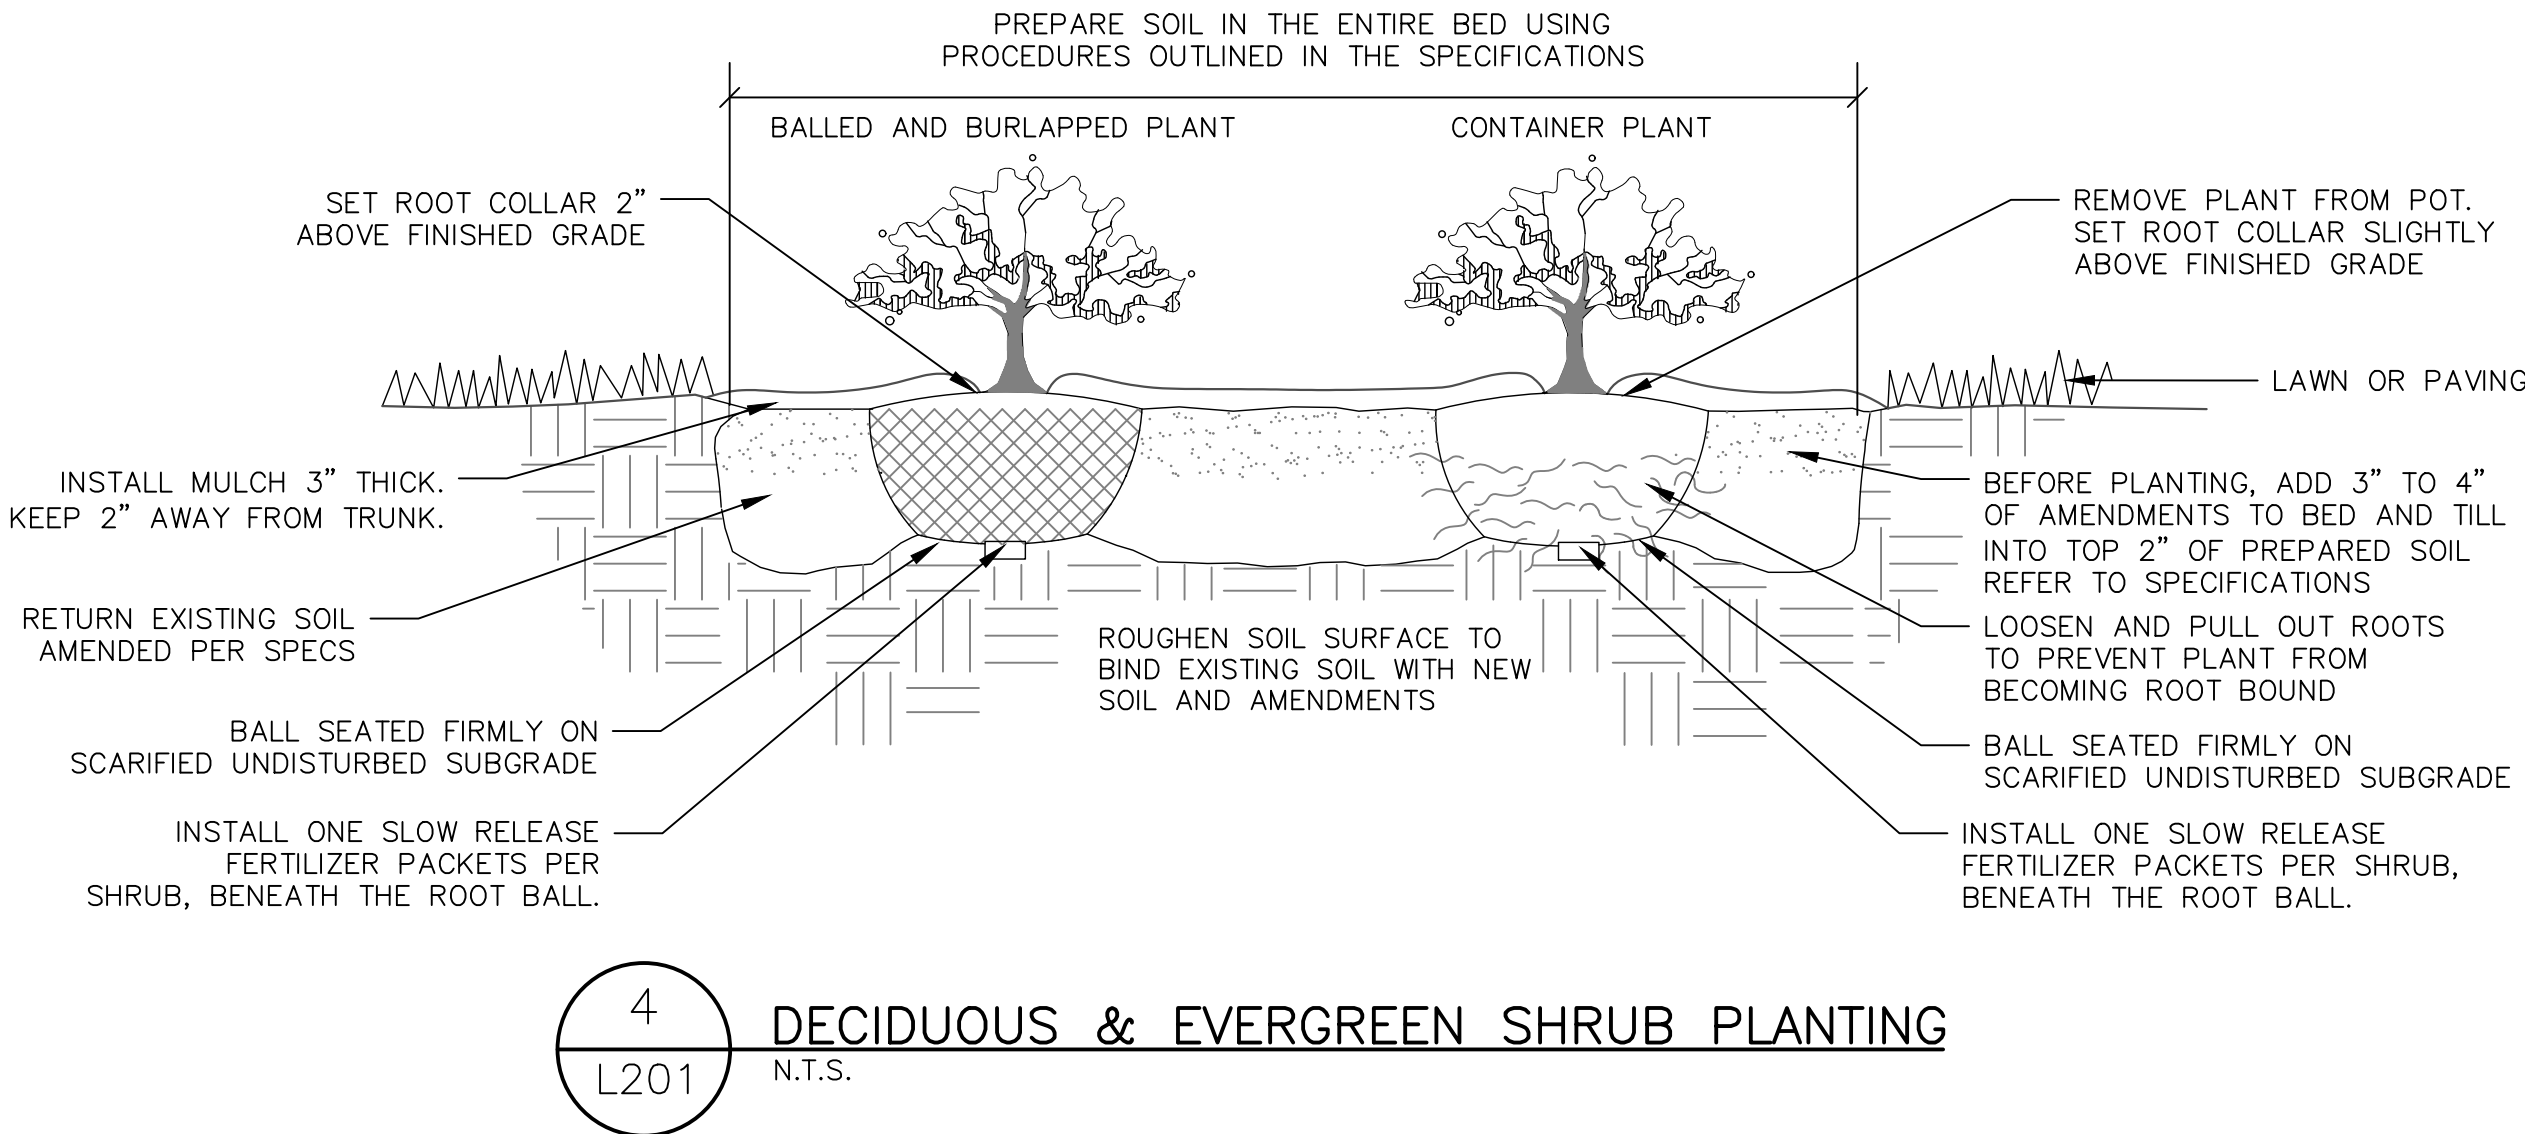 PREPARE SOIL IN THE ENTIRE BED USING
PROCEDURES OUTLINED IN THE SPECIFICATIONS
BALLED AND BURLAPPED PLANT
CONTAINER PLANT
SET ROOT COLLAR 2"
ABOVE FINISHED GRADE
REMOVE PLANT FROM POT.
SET ROOT COLLAR SLIGHTLY
ABOVE FINISHED GRADE
LAWN OR PAVING
INSTALL MULCH 3" THICK.
KEEP 2" AWAY FROM TRUNK.
BEFORE PLANTING, ADD 3" TO 4"
OF AMENDMENTS TO BED AND TILL
INTO TOP 2" OF PREPARED SOIL
REFER TO SPECIFICATIONS
RETURN EXISTING SOIL
AMENDED PER SPECS
ROUGHEN SOIL SURFACE TO
BIND EXISTING SOIL WITH NEW
SOIL AND AMENDMENTS
LOOSEN AND PULL OUT ROOTS
TO PREVENT PLANT FROM
BECOMING ROOT BOUND
BALL SEATED FIRMLY ON
SCARIFIED UNDISTURBED SUBGRADE
BALL SEATED FIRMLY ON
SCARIFIED UNDISTURBED SUBGRADE
INSTALL ONE SLOW RELEASE
FERTILIZER PACKETS PER
SHRUB, BENEATH THE ROOT BALL.
INSTALL ONE SLOW RELEASE
FERTILIZER PACKETS PER SHRUB,
BENEATH THE ROOT BALL.
4
L201
DECIDUOUS & EVERGREEN SHRUB PLANTING
N.T.S.